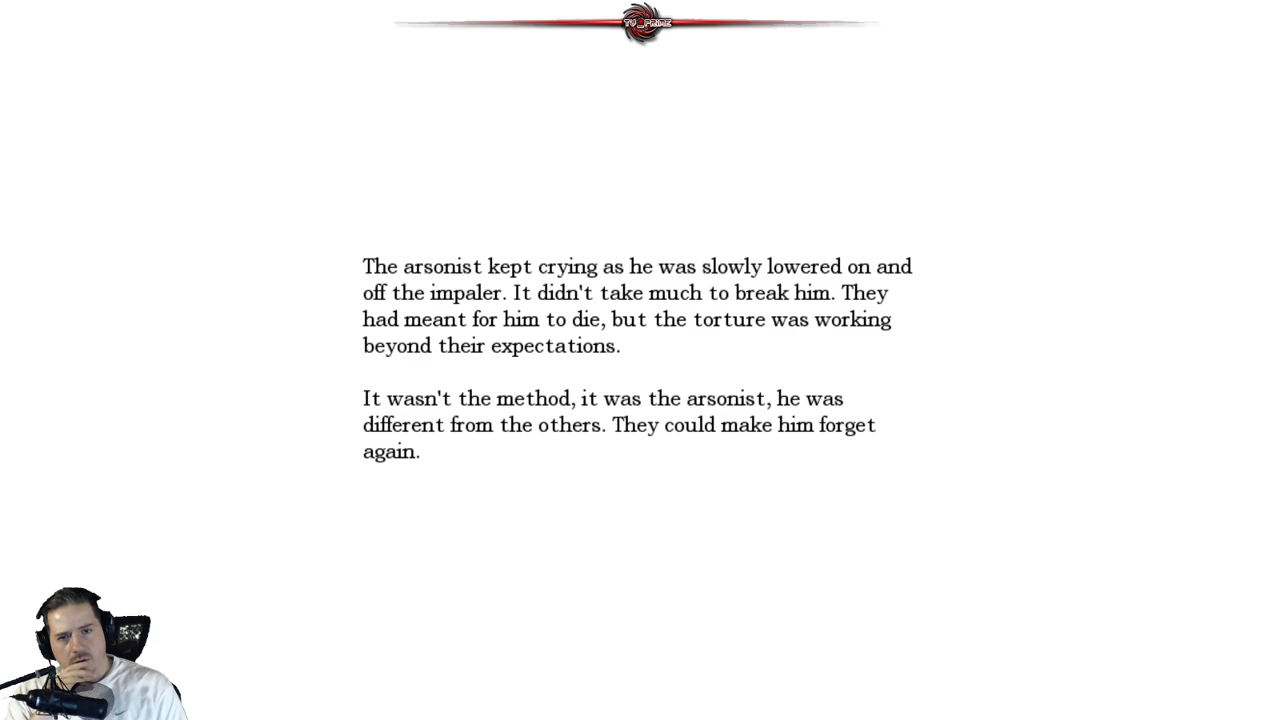 TV_PRIME
The arsonist kept crying as he was slowly lowered on and
off the impaler. It didn't take much to break him. They
had meant for him to die, but the torture was working
beyond their expectations.
It wasn't the method, it was the arsonist, he was
different from the others. They could make him forget
again.